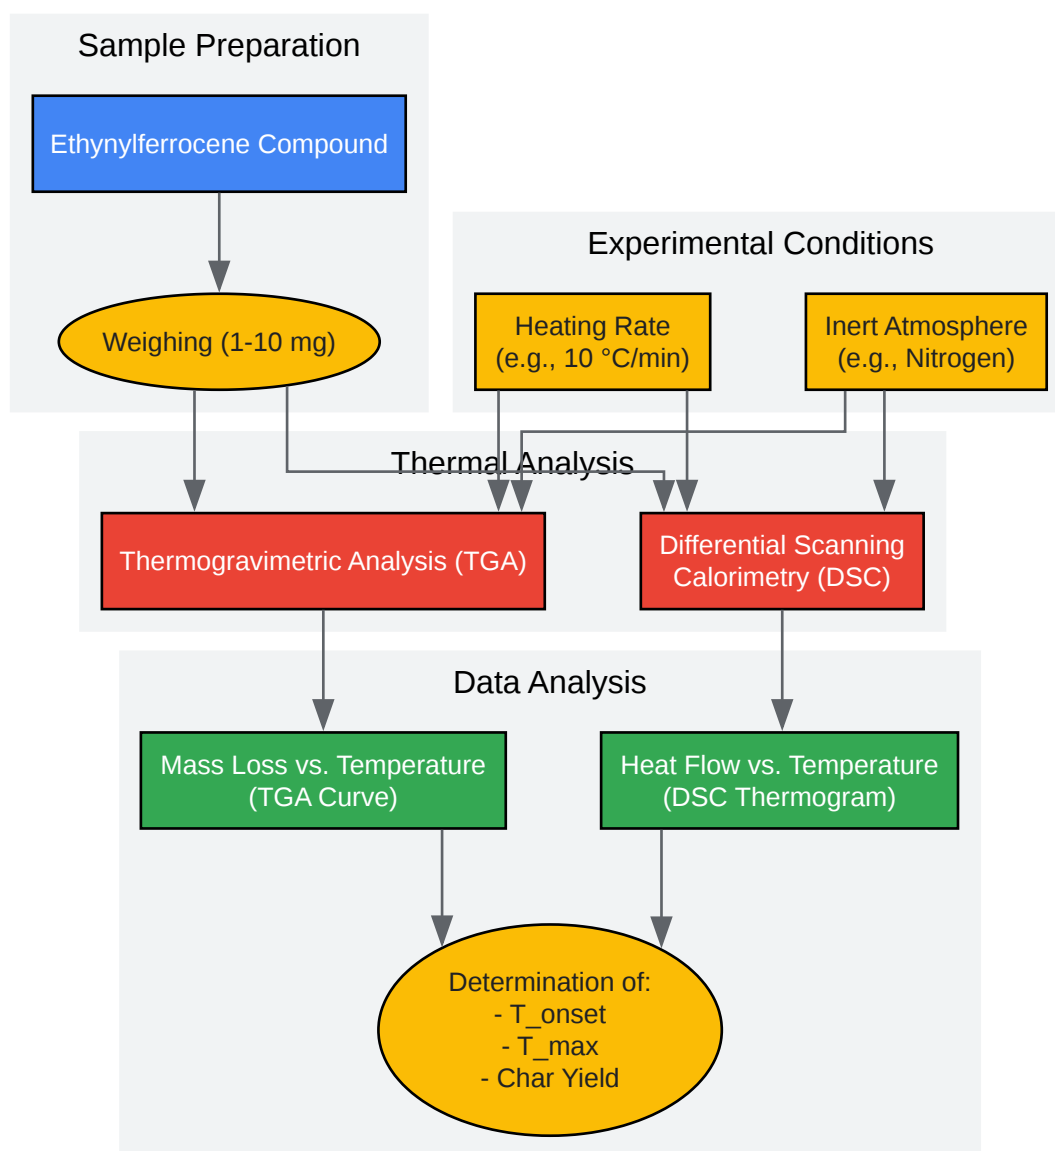 Sample Preparation
Ethynylferrocene Compound
Experimental Conditions
Weighing (1-10 mg)
Heating Rate
(e.g., 10 °C/min)
Inert Atmosphere
(e.g., Nitrogen)
Thermal Analysis
Thermogravimetric Analysis (TGA)
Differential Scanning
Calorimetry (DSC)
Data Analysis
Mass Loss vs. Temperature
(TGA Curve)
Heat Flow vs. Temperature
(DSC Thermogram)
Determination of:
- T_onset
- T_max
- Char Yield